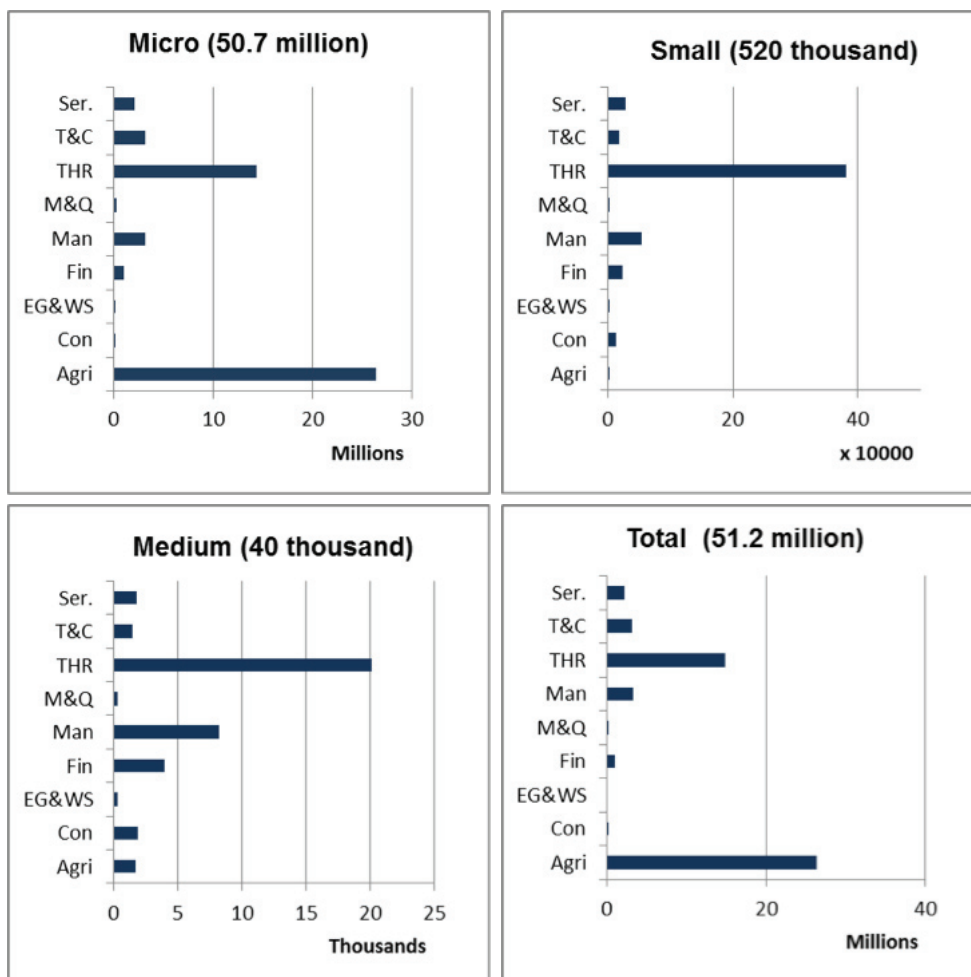 Micro (50.7 million)
Ser.
T&C
THR
M&Q
Man
Fin
EG&WS
Con
Agri
0 10 20 30
Millions
Small (520 thousand)
Ser.
T&C
THR
M&Q
Man
Fin
EG&WS
Con
Agri
0 20 40
x 10000
Medium (40 thousand)
Ser.
T&C
THR
M&Q
Man
Fin
EG&WS
Con
Agri
0 5 10 15 20 25
Thousands
Total (51.2 million)
Ser.
T&C
THR
Man
M&Q
Fin
EG&WS
Con
Agri
0 20 40
Millions